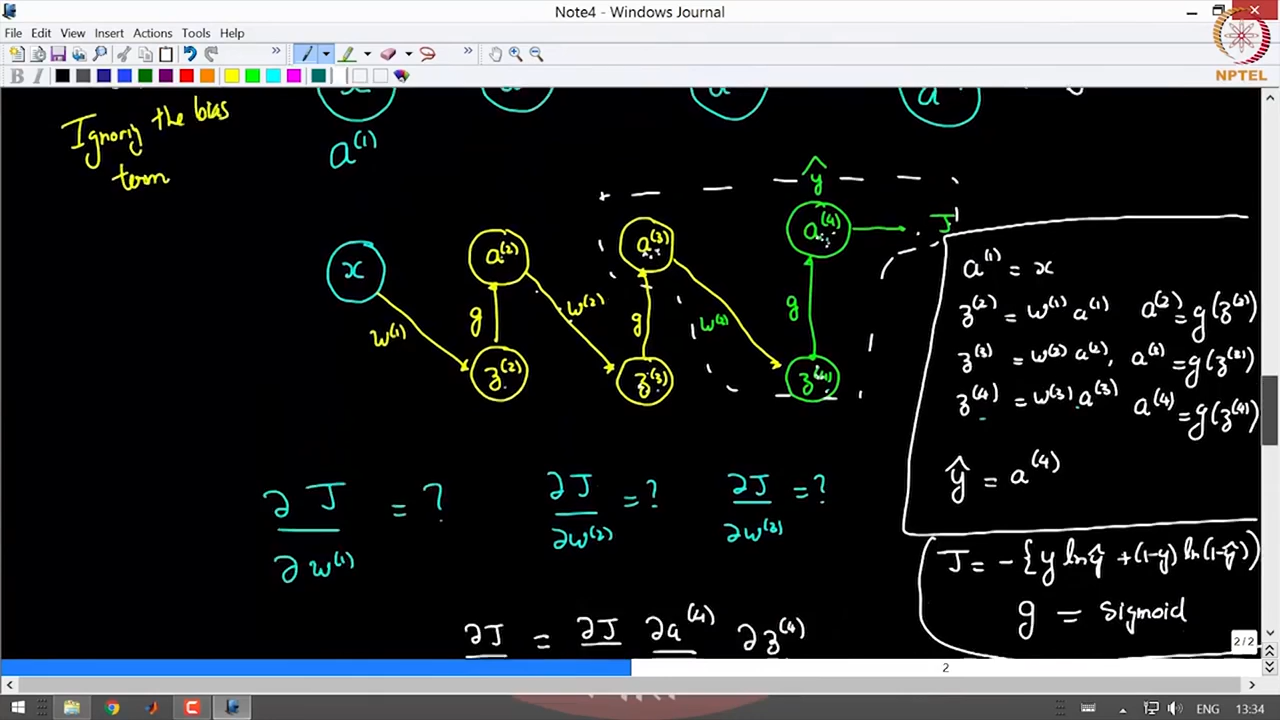 Note4 - Windows Journal
File Edit View Insert Actions Tools Help
NPTEL
Ignoring the bias
term
a⁽¹⁾
ŷ
x a⁽²⁾ a⁽³⁾ a⁽⁴⁾ J
w⁽¹⁾ g w⁽²⁾ g w⁽³⁾ g
z⁽²⁾ z⁽³⁾ z⁽⁴⁾
a⁽¹⁾ = x
z⁽²⁾ = w⁽¹⁾ a⁽¹⁾ a⁽²⁾ = g(z⁽²⁾)
z⁽³⁾ = w⁽²⁾ a⁽²⁾, a⁽³⁾ = g(z⁽³⁾)
z⁽⁴⁾ = w⁽³⁾ a⁽³⁾ a⁽⁴⁾ = g(z⁽⁴⁾)
ŷ = a⁽⁴⁾
∂J/∂w⁽¹⁾ = ? ∂J/∂w⁽²⁾ = ? ∂J/∂w⁽³⁾ = ?
J = - {y ln ŷ + (1-y) ln(1-ŷ)}
g = Sigmoid
∂J = ∂J ∂a⁽⁴⁾ ∂z⁽⁴⁾
2/2
2
ENG 13:34